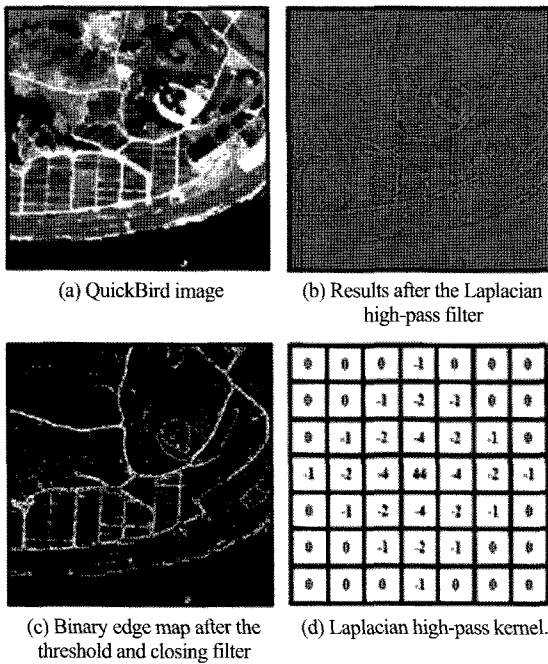 (a) QuickBird image
(b) Results after the Laplacian
high-pass filter
0 0 0 -1 0 0 0
0 0 -1 -2 -1 0 0
0 -1 -2 -4 -2 -1 0
-1 -2 -4 44 -4 -2 -1
0 -1 -2 -4 -2 -1 0
0 0 -1 -2 -1 0 0
0 0 0 -1 0 0 0
(c) Binary edge map after the
threshold and closing filter
(d) Laplacian high-pass kernel.